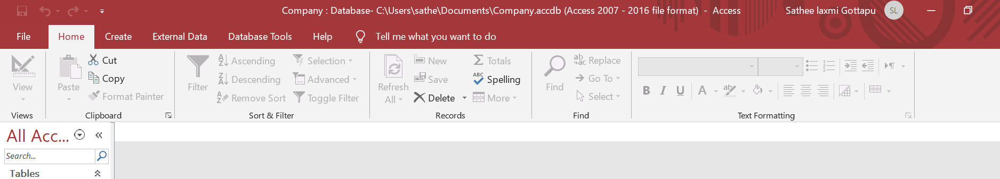 Company : Database- C:\Users\sathe\Documents\Company.accdb (Access 2007 - 2016 file format) - Access Sathee laxmi Gottapu SL
File Home Create External Data Database Tools Help Tell me what you want to do
View
Views
Paste
Cut
Copy
Format Painter
Clipboard
Filter
Ascending
Descending
Remove Sort
Selection
Advanced
Toggle Filter
Sort & Filter
Refresh
All
New
Save
Delete
Totals
Spelling
More
Records
Find
Replace
Go To
Select
Find
B I U A
Text Formatting
All Acc...
Search...
Tables